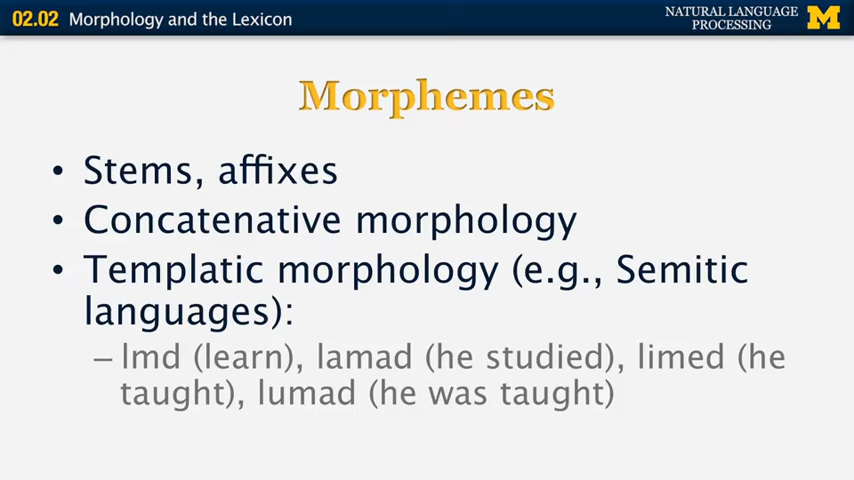 02.02 Morphology and the Lexicon
NATURAL LANGUAGE
PROCESSING
M
Morphemes
• Stems, affixes
• Concatenative morphology
• Templatic morphology (e.g., Semitic
languages):
– lmd (learn), lamad (he studied), limed (he
taught), lumad (he was taught)